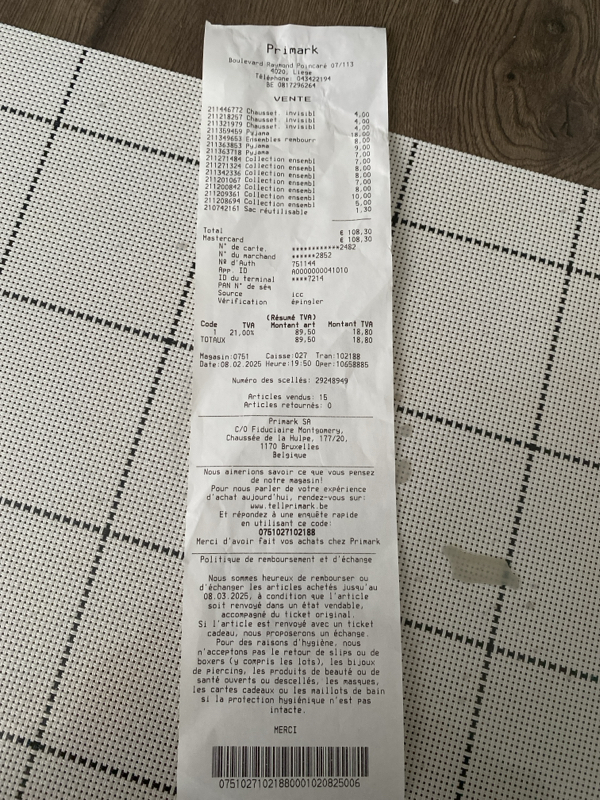 Primark
Boulevard Raymond Poincaré 07/113
4020, Liege
Téléphone: 043422194
BE 0817296264
VENTE
211446772 Chausset. invisibl 4,00
211218257 Chausset. invisibl 4,00
211321979 Chausset. invisibl 4,00
211359459 Pyjama 18,00
211349653 Ensembles rembourr 8,00
211363853 Pyjama 9,00
211363718 Pyjama 7,00
211271484 Collection ensembl 7,00
211271324 Collection ensembl 8,00
211342336 Collection ensembl 8,00
211201067 Collection ensembl 7,00
211200842 Collection ensembl 8,00
211209361 Collection ensembl 10,00
211208694 Collection ensembl 5,00
210742161 Sac réutilisable 1,30
Total € 108,30
Mastercard € 108,30
N° de carte. ************2482
N° du marchand ******2852
Nº d'Auth 751144
App. ID A0000000041010
ID du terminal ****7214
PAN N° de séq
Source icc
Vérification épingler
(Résumé TVA)
Code TVA Montant art Montant TVA
1 21,00% 89,50 18,80
TOTAUX 89,50 18,80
Magasin:0751 Caisse:027 Tran:102188
Date:08.02.2025 Heure:19:50 Oper:10658885
Numéro des scellés: 29248949
Articles vendus: 15
Articles retournés: 0
Primark SA
C/O Fiduciaire Montgomery,
Chaussée de la Hulpe, 177/20,
1170 Bruxelles
Belgique
Nous aimerions savoir ce que vous pensez
de notre magasin!
Pour nous parler de votre expérience
d'achat aujourd'hui, rendez-vous sur:
www.tellprimark.be
Et répondez à une enquête rapide
en utilisant ce code:
0751027102188
Merci d'avoir fait vos achats chez Primark
Politique de remboursement et d'échange
Nous sommes heureux de rembourser ou
d'échanger les articles achetés jusqu'au
08.03.2025, à condition que l'article
soit renvoyé dans un état vendable,
accompagné du ticket original.
Si l'article est renvoyé avec un ticket
cadeau, nous proposerons un échange.
Pour des raisons d'hygiène, nous
n'acceptons pas le retour de slips ou de
boxers (y compris les lots), les bijoux
de piercing, les produits de beauté ou de
santé ouverts ou descellés, les masques,
les cartes cadeaux ou les maillots de bain
si la protection hygiénique n'est pas
intacte.
MERCI
07510271021880001020825006